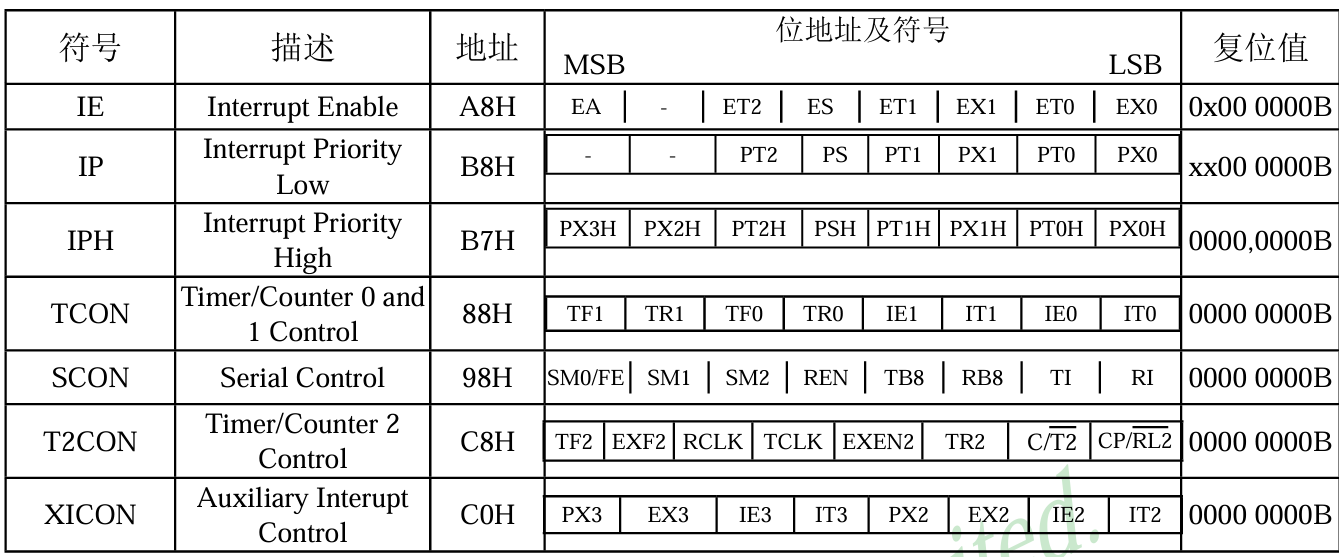 符号 描述 地址 位地址及符号 复位值
MSB LSB
IE Interrupt Enable A8H EA - ET2 ES ET1 EX1 ET0 EX0 0x00 0000B
IP Interrupt Priority Low B8H - - PT2 PS PT1 PX1 PT0 PX0 xx00 0000B
IPH Interrupt Priority High B7H PX3H PX2H PT2H PSH PT1H PX1H PT0H PX0H 0000,0000B
TCON Timer/Counter 0 and 1 Control 88H TF1 TR1 TF0 TR0 IE1 IT1 IE0 IT0 0000 0000B
SCON Serial Control 98H SM0/FE SM1 SM2 REN TB8 RB8 TI RI 0000 0000B
T2CON Timer/Counter 2 Control C8H TF2 EXF2 RCLK TCLK EXEN2 TR2 C/T2 CP/RL2 0000 0000B
XICON Auxiliary Interupt Control C0H PX3 EX3 IE3 IT3 PX2 EX2 IE2 IT2 0000 0000B